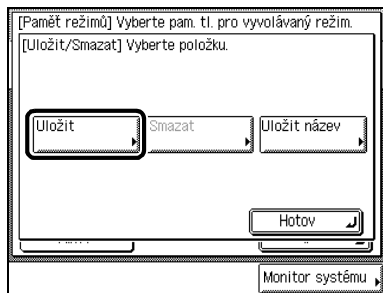 [Paměť režimů] Vyberte pam. tl. pro vyvolávaný režim.
[Uložit/Smazat] Vyberte položku.
Uložit Smazat Uložit název
Hotov
Monitor systému